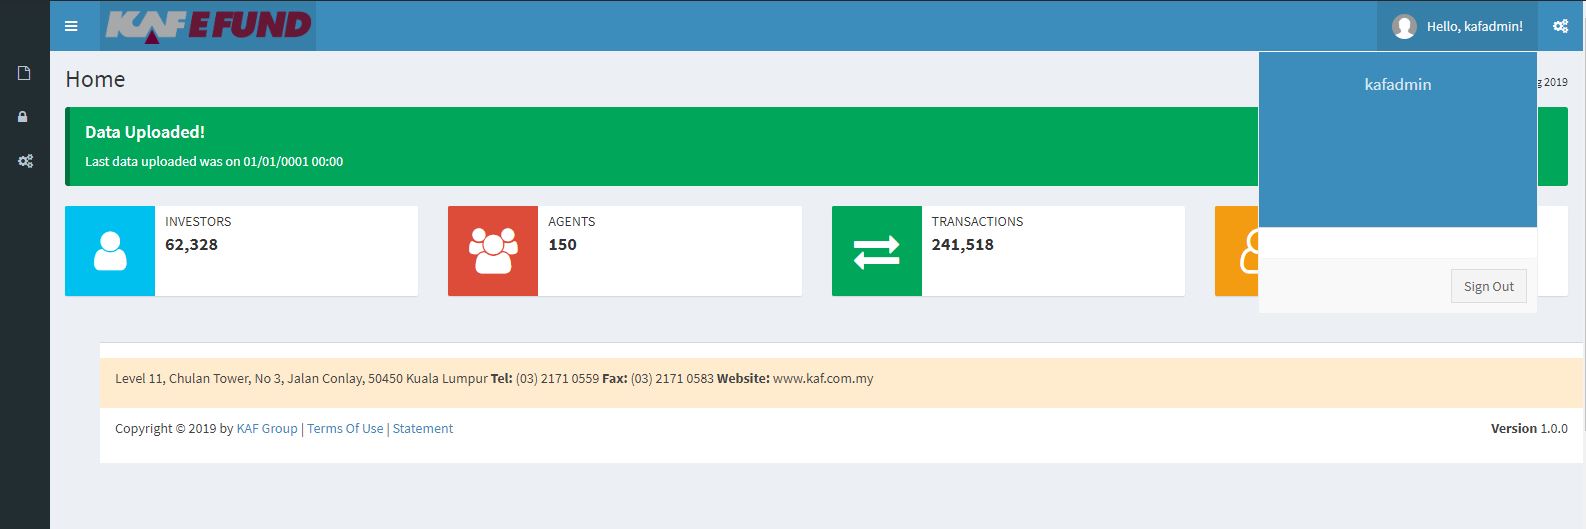 KAF E FUND
Hello, kafadmin!
Home
kafadmin
2019
Data Uploaded!
Last data uploaded was on 01/01/0001 00:00
INVESTORS
62,328
AGENTS
150
TRANSACTIONS
241,518
Sign Out
Level 11, Chulan Tower, No 3, Jalan Conlay, 50450 Kuala Lumpur Tel: (03) 2171 0559 Fax: (03) 2171 0583 Website: www.kaf.com.my
Copyright © 2019 by KAF Group | Terms Of Use | Statement
Version 1.0.0